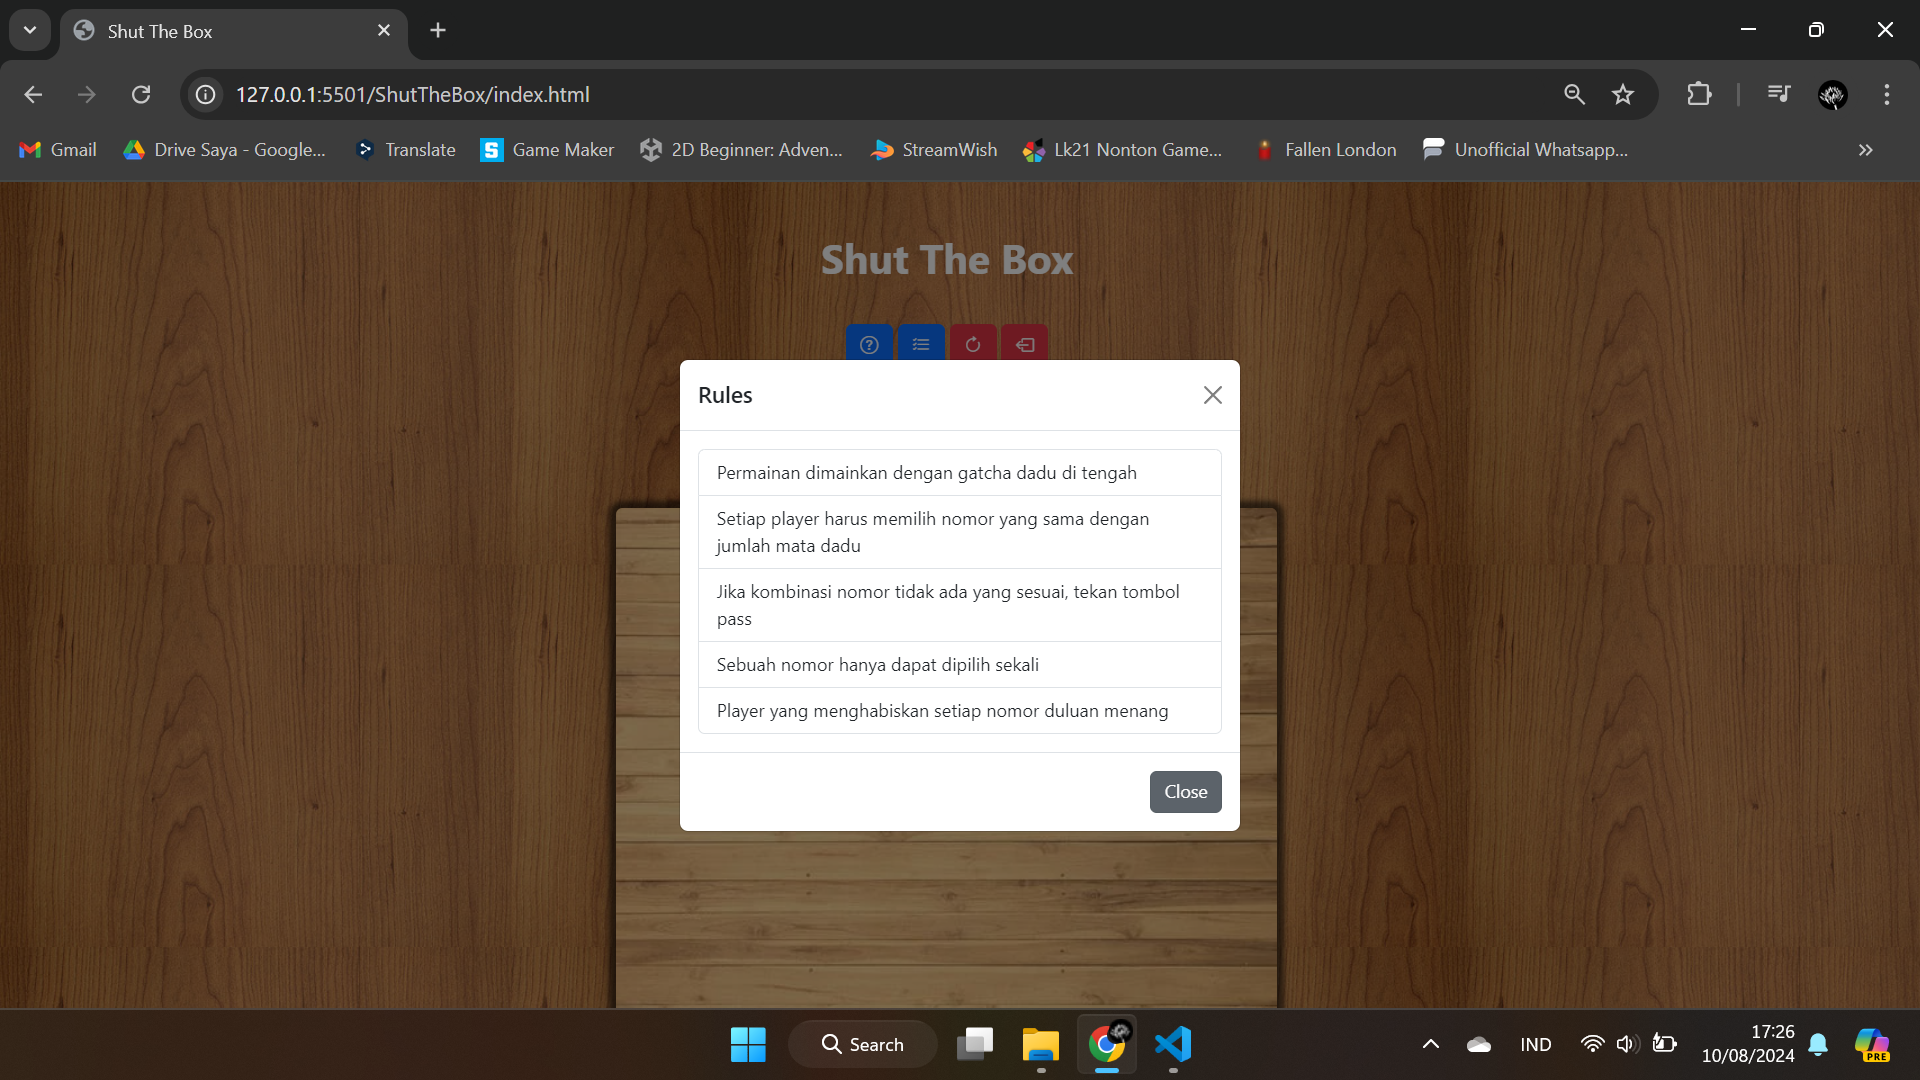 Shut The Box
127.0.0.1:5501/ShutTheBox/index.html
Gmail
Drive Saya - Google...
Translate
S
Game Maker
2D Beginner: Adven...
StreamWish
Lk21 Nonton Game...
Fallen London
Unofficial Whatsapp...
Shut The Box
Rules
Permainan dimainkan dengan gatcha dadu di tengah
Setiap player harus memilih nomor yang sama dengan
jumlah mata dadu
Jika kombinasi nomor tidak ada yang sesuai, tekan tombol
pass
Sebuah nomor hanya dapat dipilih sekali
Player yang menghabiskan setiap nomor duluan menang
Close
Search
IND
17:26
10/08/2024
PRE